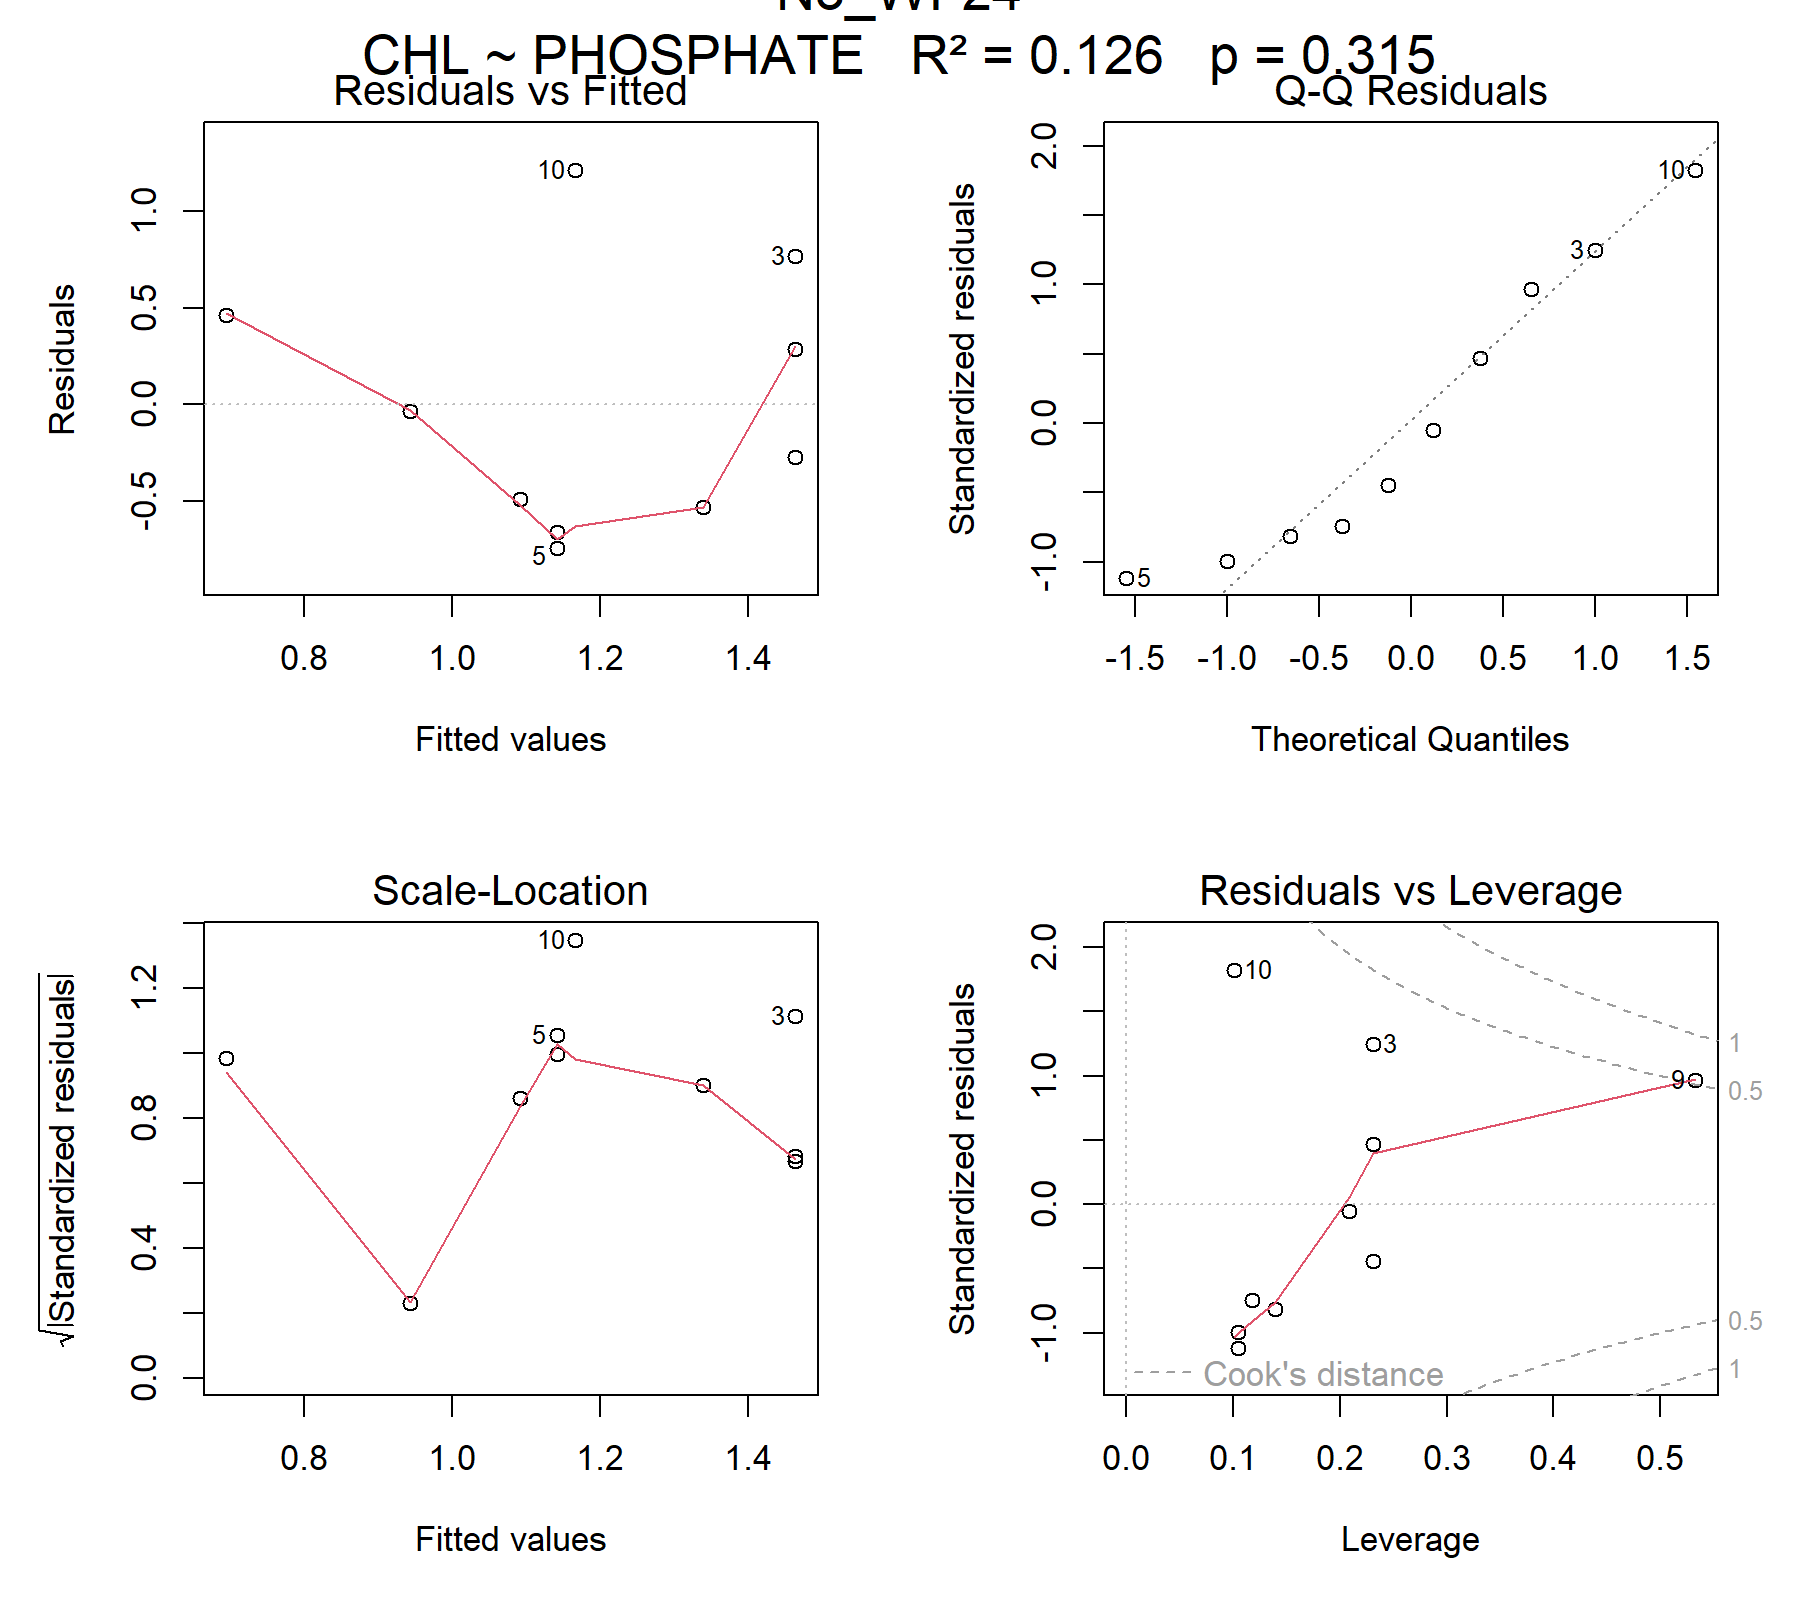 CHL ~ PHOSPHATE R² = 0.126 p = 0.315
Residuals vs Fitted
Residuals
1.0
0.5
0.0
-0.5
10
3
5
0.8 1.0 1.2 1.4
Fitted values
Q-Q Residuals
Standardized residuals
2.0
1.0
0.0
-1.0
10
3
5
-1.5 -1.0 -0.5 0.0 0.5 1.0 1.5
Theoretical Quantiles
Scale-Location
√|Standardized residuals|
1.2
0.8
0.4
0.0
10
3
5
0.8 1.0 1.2 1.4
Fitted values
Residuals vs Leverage
Standardized residuals
2.0
1.0
0.0
-1.0
10
3
9
1
0.5
0.5
1
Cook's distance
0.0 0.1 0.2 0.3 0.4 0.5
Leverage